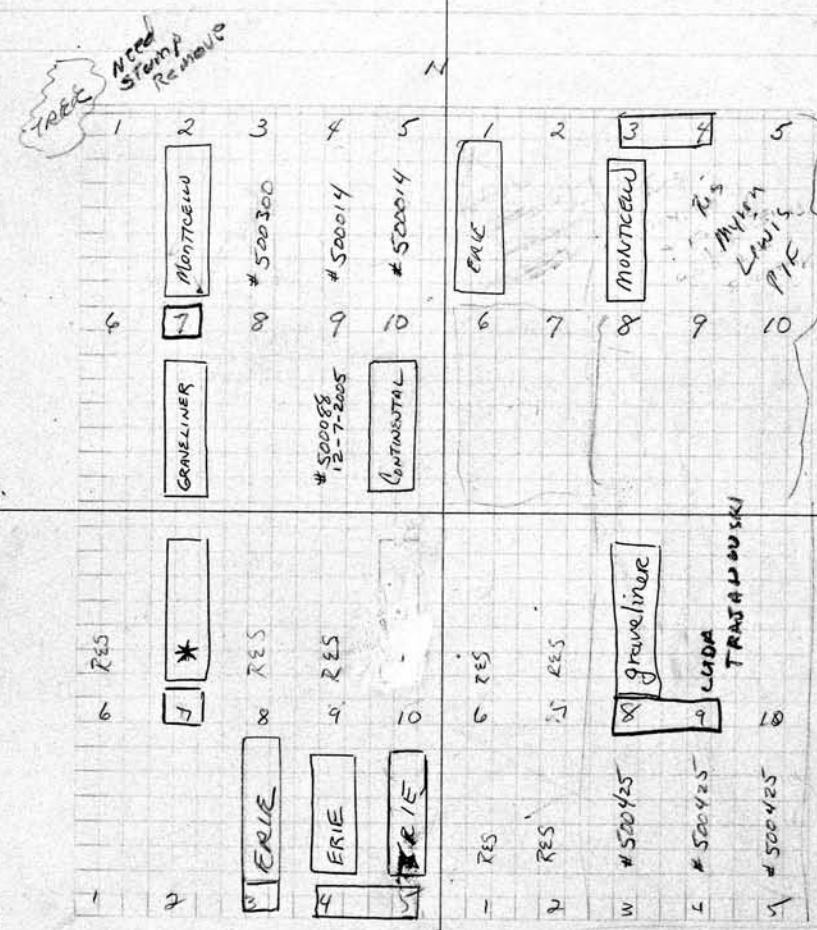 TREE
Need
Stump
Remove
N
1 2 3 4 5
MONTICELLO
# 500300
# 500014
# 500014
6 7 8 9 10
GRAVELINER
# 500088
12-7-2005
CONTINENTAL
1 2 3 4 5
ERIE
MONTICELLO
Res
Myron
Lewis
P/F
6 7 8 9 10
RES
*
RES
RES
6 7 8 9 10
ERIE
ERIE
ERIE
1 2 3 4 5
RES
RES
graveliner
LUDA
6 7 8 9 10
RES
RES
# 500425
# 500425
# 500425
1 2 3 4 5